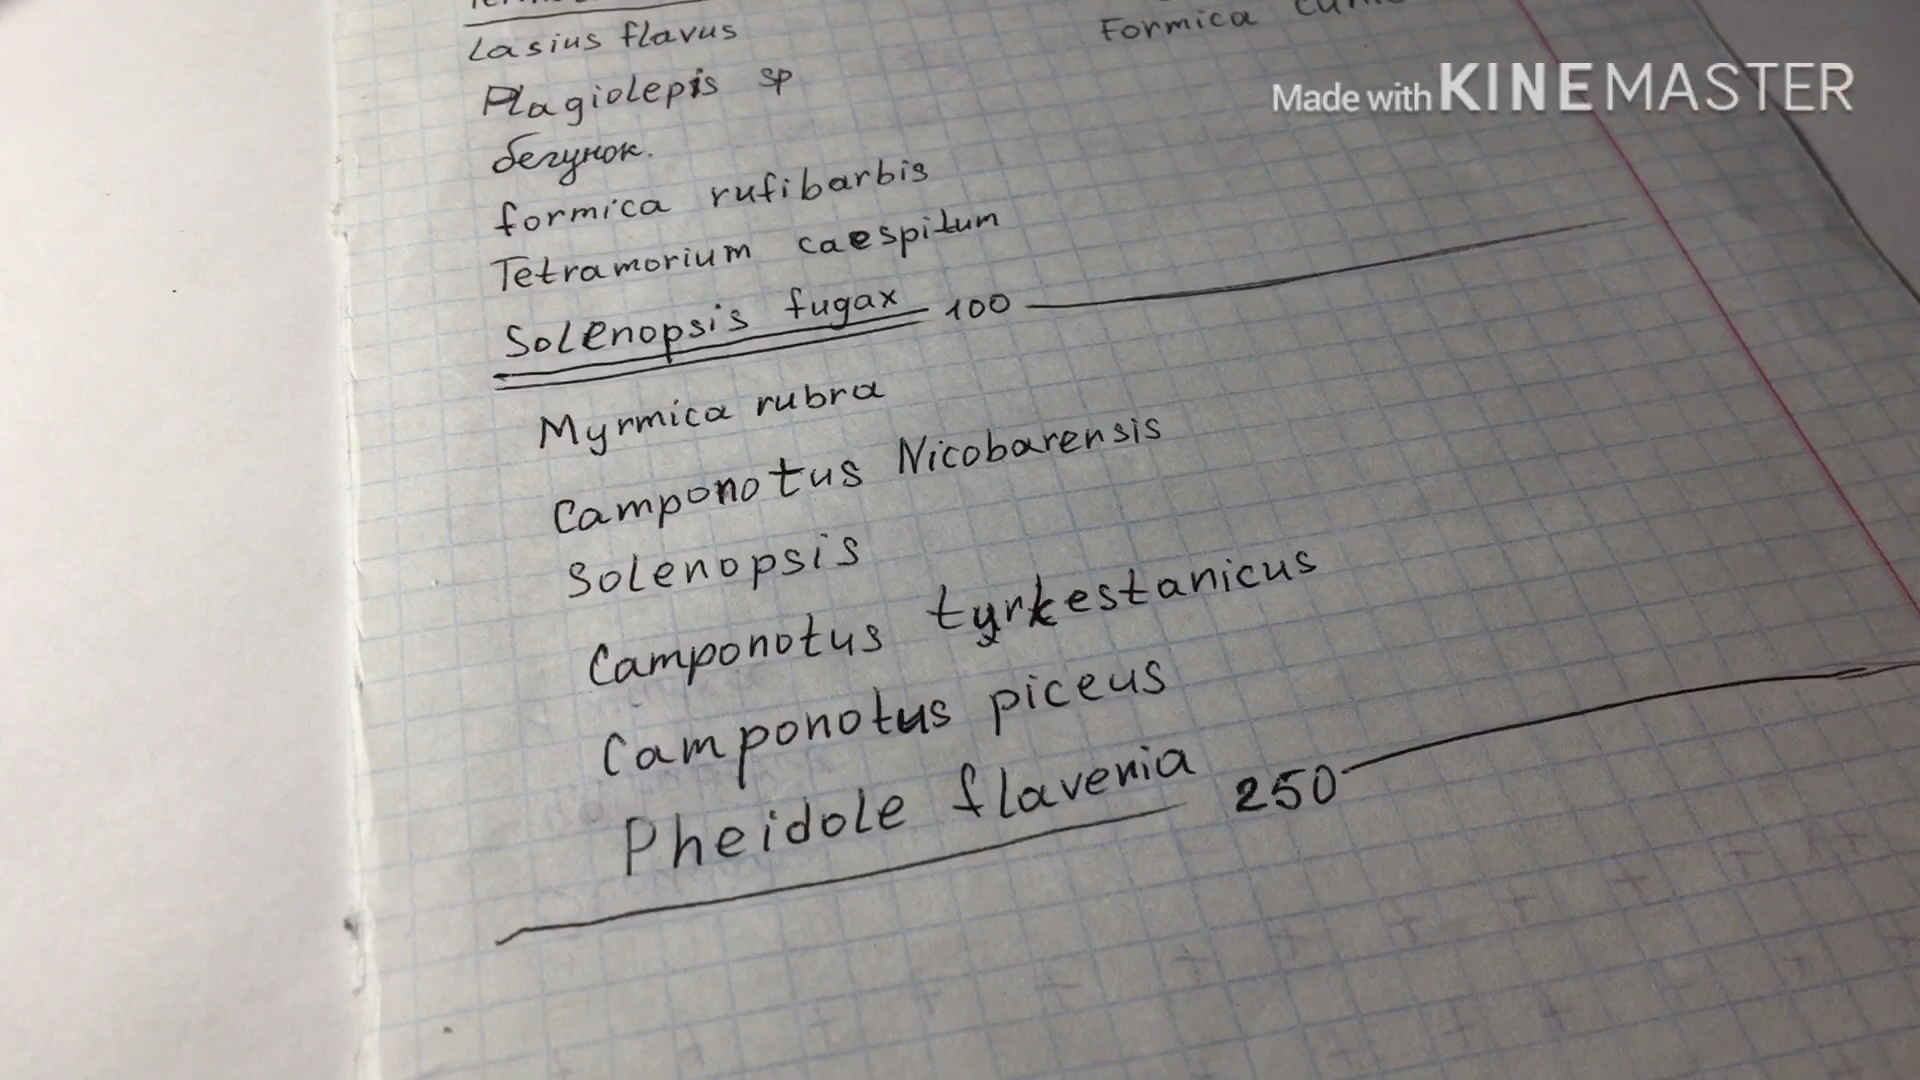 Lasius flavus
Formica
Plagiolepis sp
Made with KINEMASTER
бегунок.
formica rufibarbis
Tetramorium caespitum
Solenopsis fugax 100
Myrmica rubra
Camponotus Nicobarensis
Solenopsis
Camponotus tyrkestanicus
Camponotus piceus
Pheidole flavenia 250